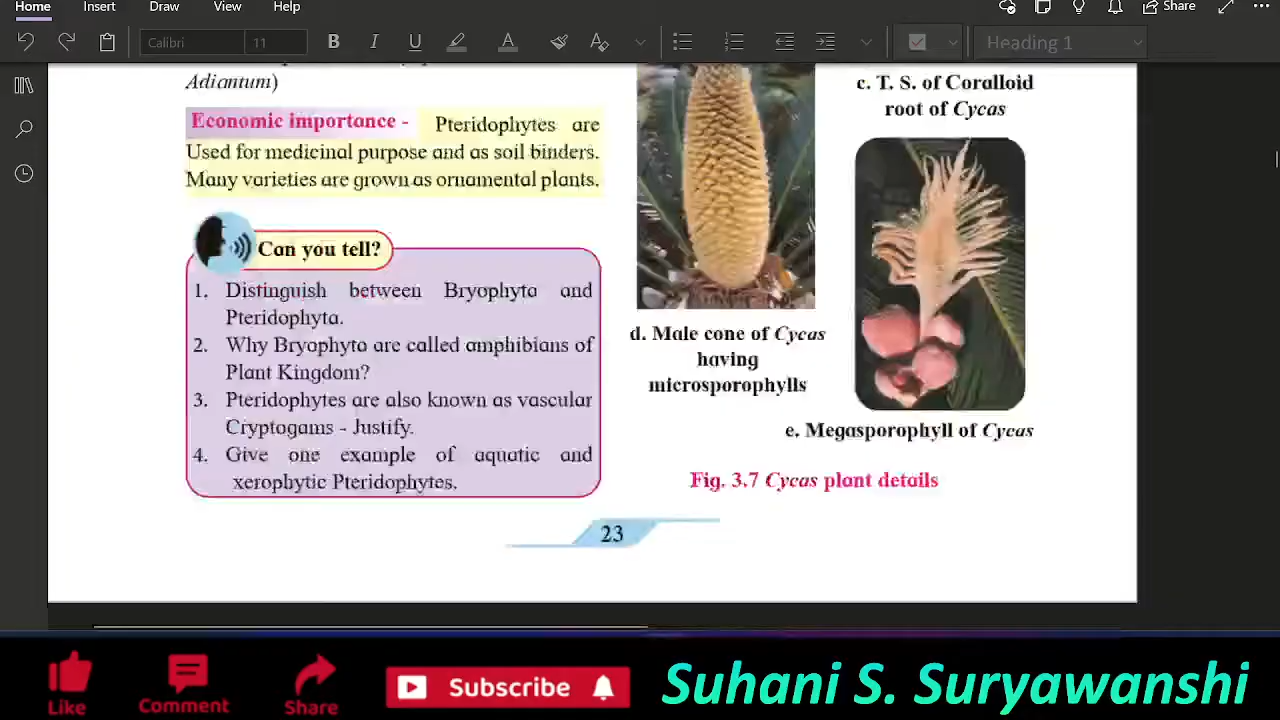 Home Insert Draw View Help
Share
Calibri 11 B I U A Heading 1
Adiantum)
Economic importance - Pteridophytes are
Used for medicinal purpose and as soil binders.
Many varieties are grown as ornamental plants.
Can you tell?
1. Distinguish between Bryophyta and
Pteridophyta.
2. Why Bryophyta are called amphibians of
Plant Kingdom?
3. Pteridophytes are also known as vascular
Cryptogams - Justify.
4. Give one example of aquatic and
xerophytic Pteridophytes.
c. T. S. of Coralloid
root of Cycas
d. Male cone of Cycas
having
microsporophylls
e. Megasporophyll of Cycas
Fig. 3.7 Cycas plant details
23
Like
Comment
Share
Subscribe
Suhani S. Suryawanshi